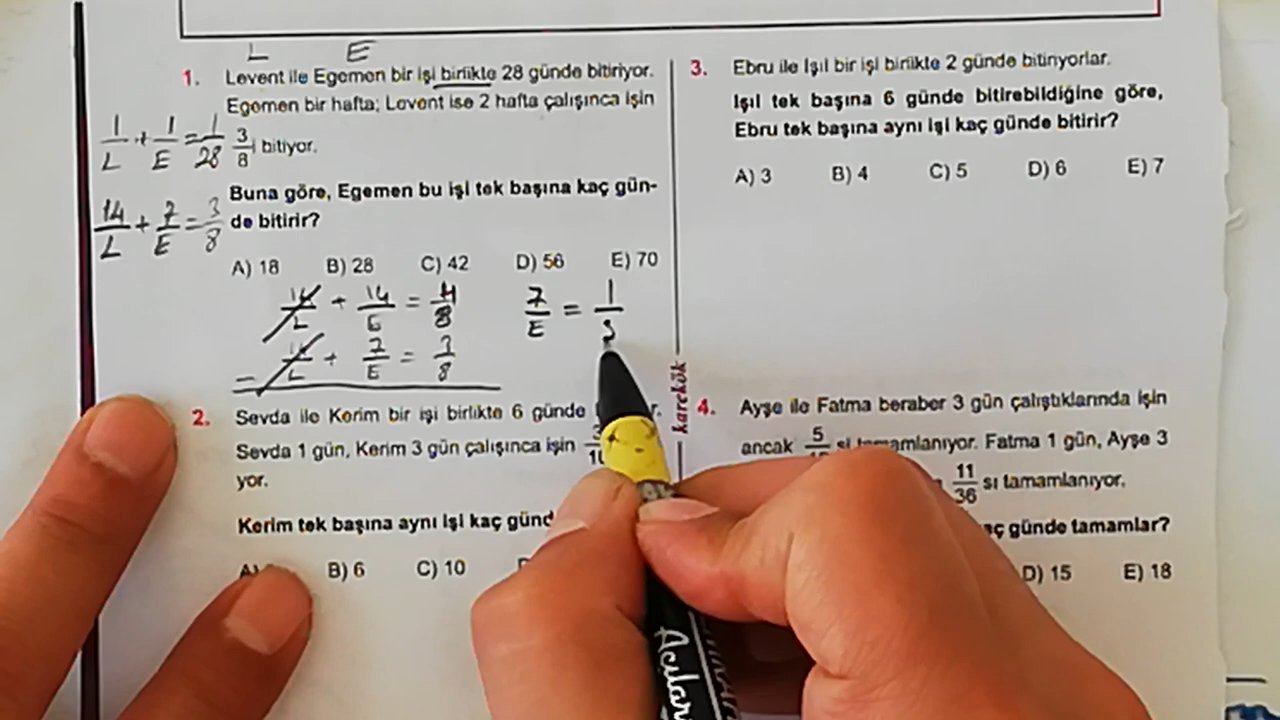 L E
1. Levent ile Egemen bir işi birlikte 28 günde bitiriyor.
Egemen bir hafta; Levent ise 2 hafta çalışınca işin
3/8 i bitiyor.
1/L + 1/E = 1/28
14/L + 7/E = 3/8
Buna göre, Egemen bu işi tek başına kaç gün-
de bitirir?
A) 18 B) 28 C) 42 D) 56 E) 70
14/L + 14/E = 4/8
- 14/L + 7/E = 3/8
7/E = 1/
2. Sevda ile Kerim bir işi birlikte 6 günde
Sevda 1 gün, Kerim 3 gün çalışınca işin
yor.
Kerim tek başına aynı işi kaç günd
A) B) 6 C) 10
3. Ebru ile Işıl bir işi birlikte 2 günde bitiriyorlar.
Işıl tek başına 6 günde bitirebildiğine göre,
Ebru tek başına aynı işi kaç günde bitirir?
A) 3 B) 4 C) 5 D) 6 E) 7
karekök
4. Ayşe ile Fatma beraber 3 gün çalıştıklarında işin
ancak tamamlanıyor. Fatma 1 gün, Ayşe 3
11/36 sı tamamlanıyor.
aç günde tamamlar?
D) 15 E) 18
Acılar